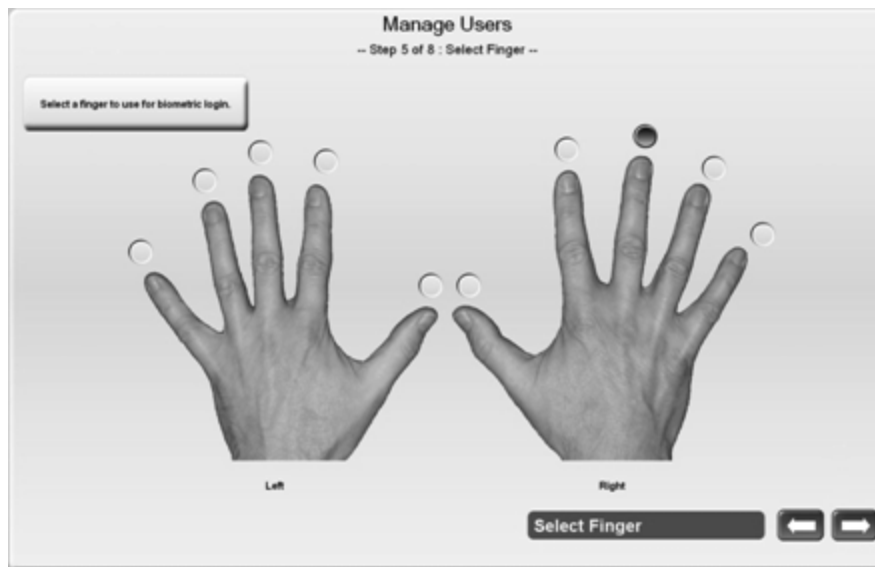 Manage Users
-- Step 5 of 8 : Select Finger --
Select a finger to use for biometric login.
Left
Right
Select Finger